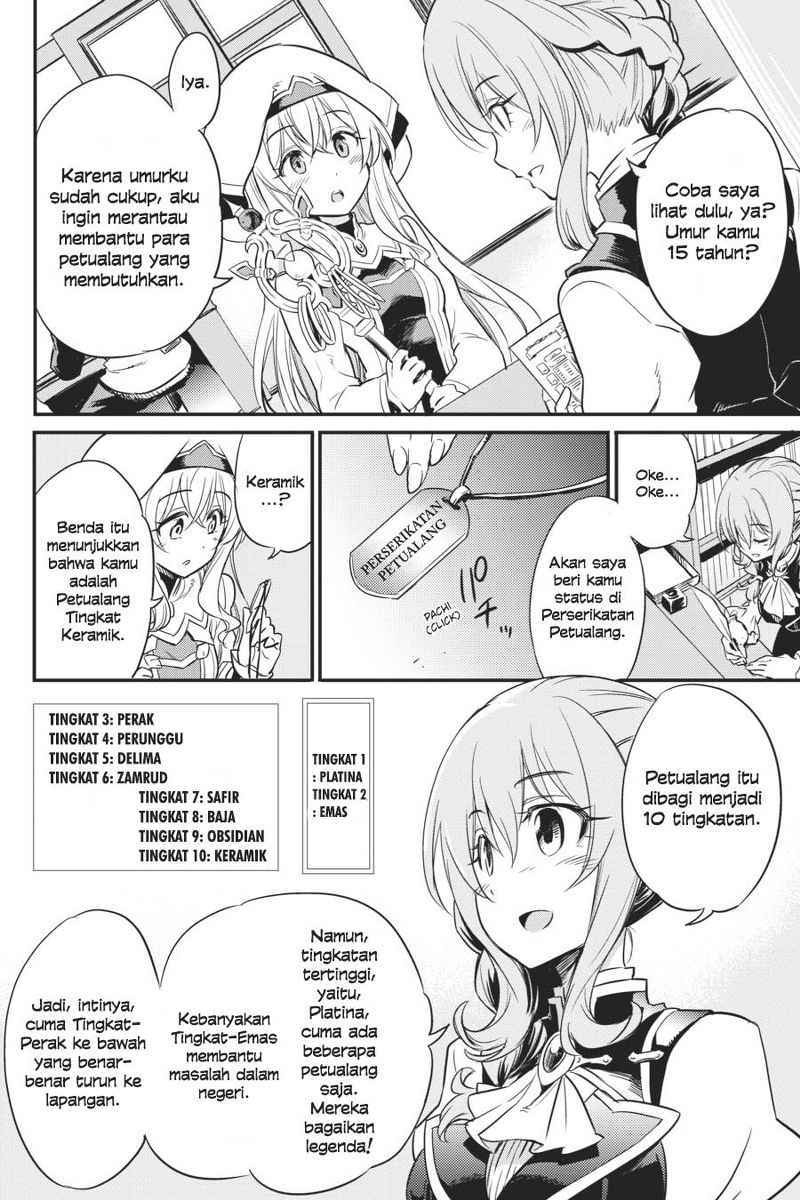 Coba saya
lihat dulu, ya?
Umur kamu
15 tahun?
Iya.
Karena umurku
sudah cukup, aku
ingin merantau
membantu para
petualang yang
membutuhkan.
Oke...
Oke...
Akan saya
beri kamu
status di
Perserikatan
Petualang.
PERSERIKATAN
PETUALANG
PACHI
(CLICK)
Keramik
...?
Benda itu
menunjukkan
bahwa kamu
adalah
Petualang
Tingkat
Keramik.
Petualang itu
dibagi menjadi
10 tingkatan.
TINGKAT 1
: PLATINA
TINGKAT 2
: EMAS
TINGKAT 3: PERAK
TINGKAT 4: PERUNGGU
TINGKAT 5: DELIMA
TINGKAT 6: ZAMRUD
TINGKAT 7: SAFIR
TINGKAT 8: BAJA
TINGKAT 9: OBSIDIAN
TINGKAT 10: KERAMIK
Namun,
tingkatan
tertinggi,
yaitu,
Platina,
cuma ada
beberapa
petualang
saja.
Mereka
bagaikan
legenda!
Kebanyakan
Tingkat-Emas
membantu
masalah dalam
negeri.
Jadi, intinya,
cuma Tingkat-
Perak ke bawah
yang benar-
benar turun ke
lapangan.